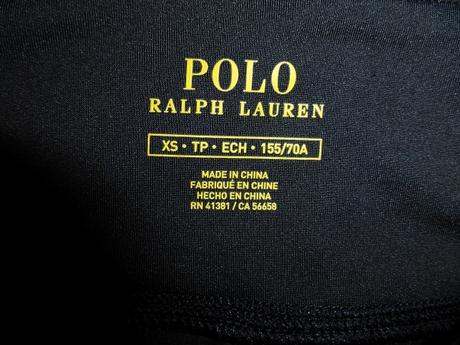 POLO
RALPH LAUREN
XS • TP • ECH • 155/70A
MADE IN CHINA
FABRIQUÉ EN CHINE
HECHO EN CHINA
RN 41381 / CA 56658